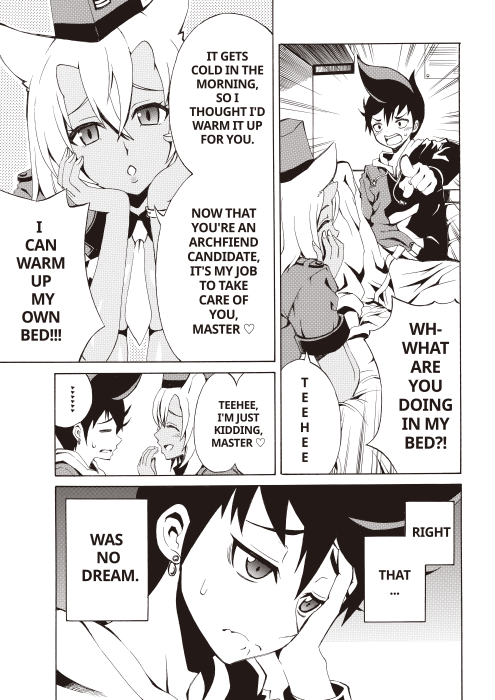 WH-
WHAT
ARE
YOU
DOING
IN MY
BED?!
T
E
E
H
E
E
IT GETS
COLD IN THE
MORNING,
SO I
THOUGHT I'D
WARM IT UP
FOR YOU.
NOW THAT
YOU'RE AN
ARCHFIEND
CANDIDATE,
IT'S MY JOB
TO TAKE
CARE OF
YOU,
MASTER ♡
I
CAN
WARM
UP
MY
OWN
BED!!!
TEEHEE,
I'M JUST
KIDDING,
MASTER ♡
♥♥♥♥♥♥
RIGHT
THAT
...
WAS
NO
DREAM.